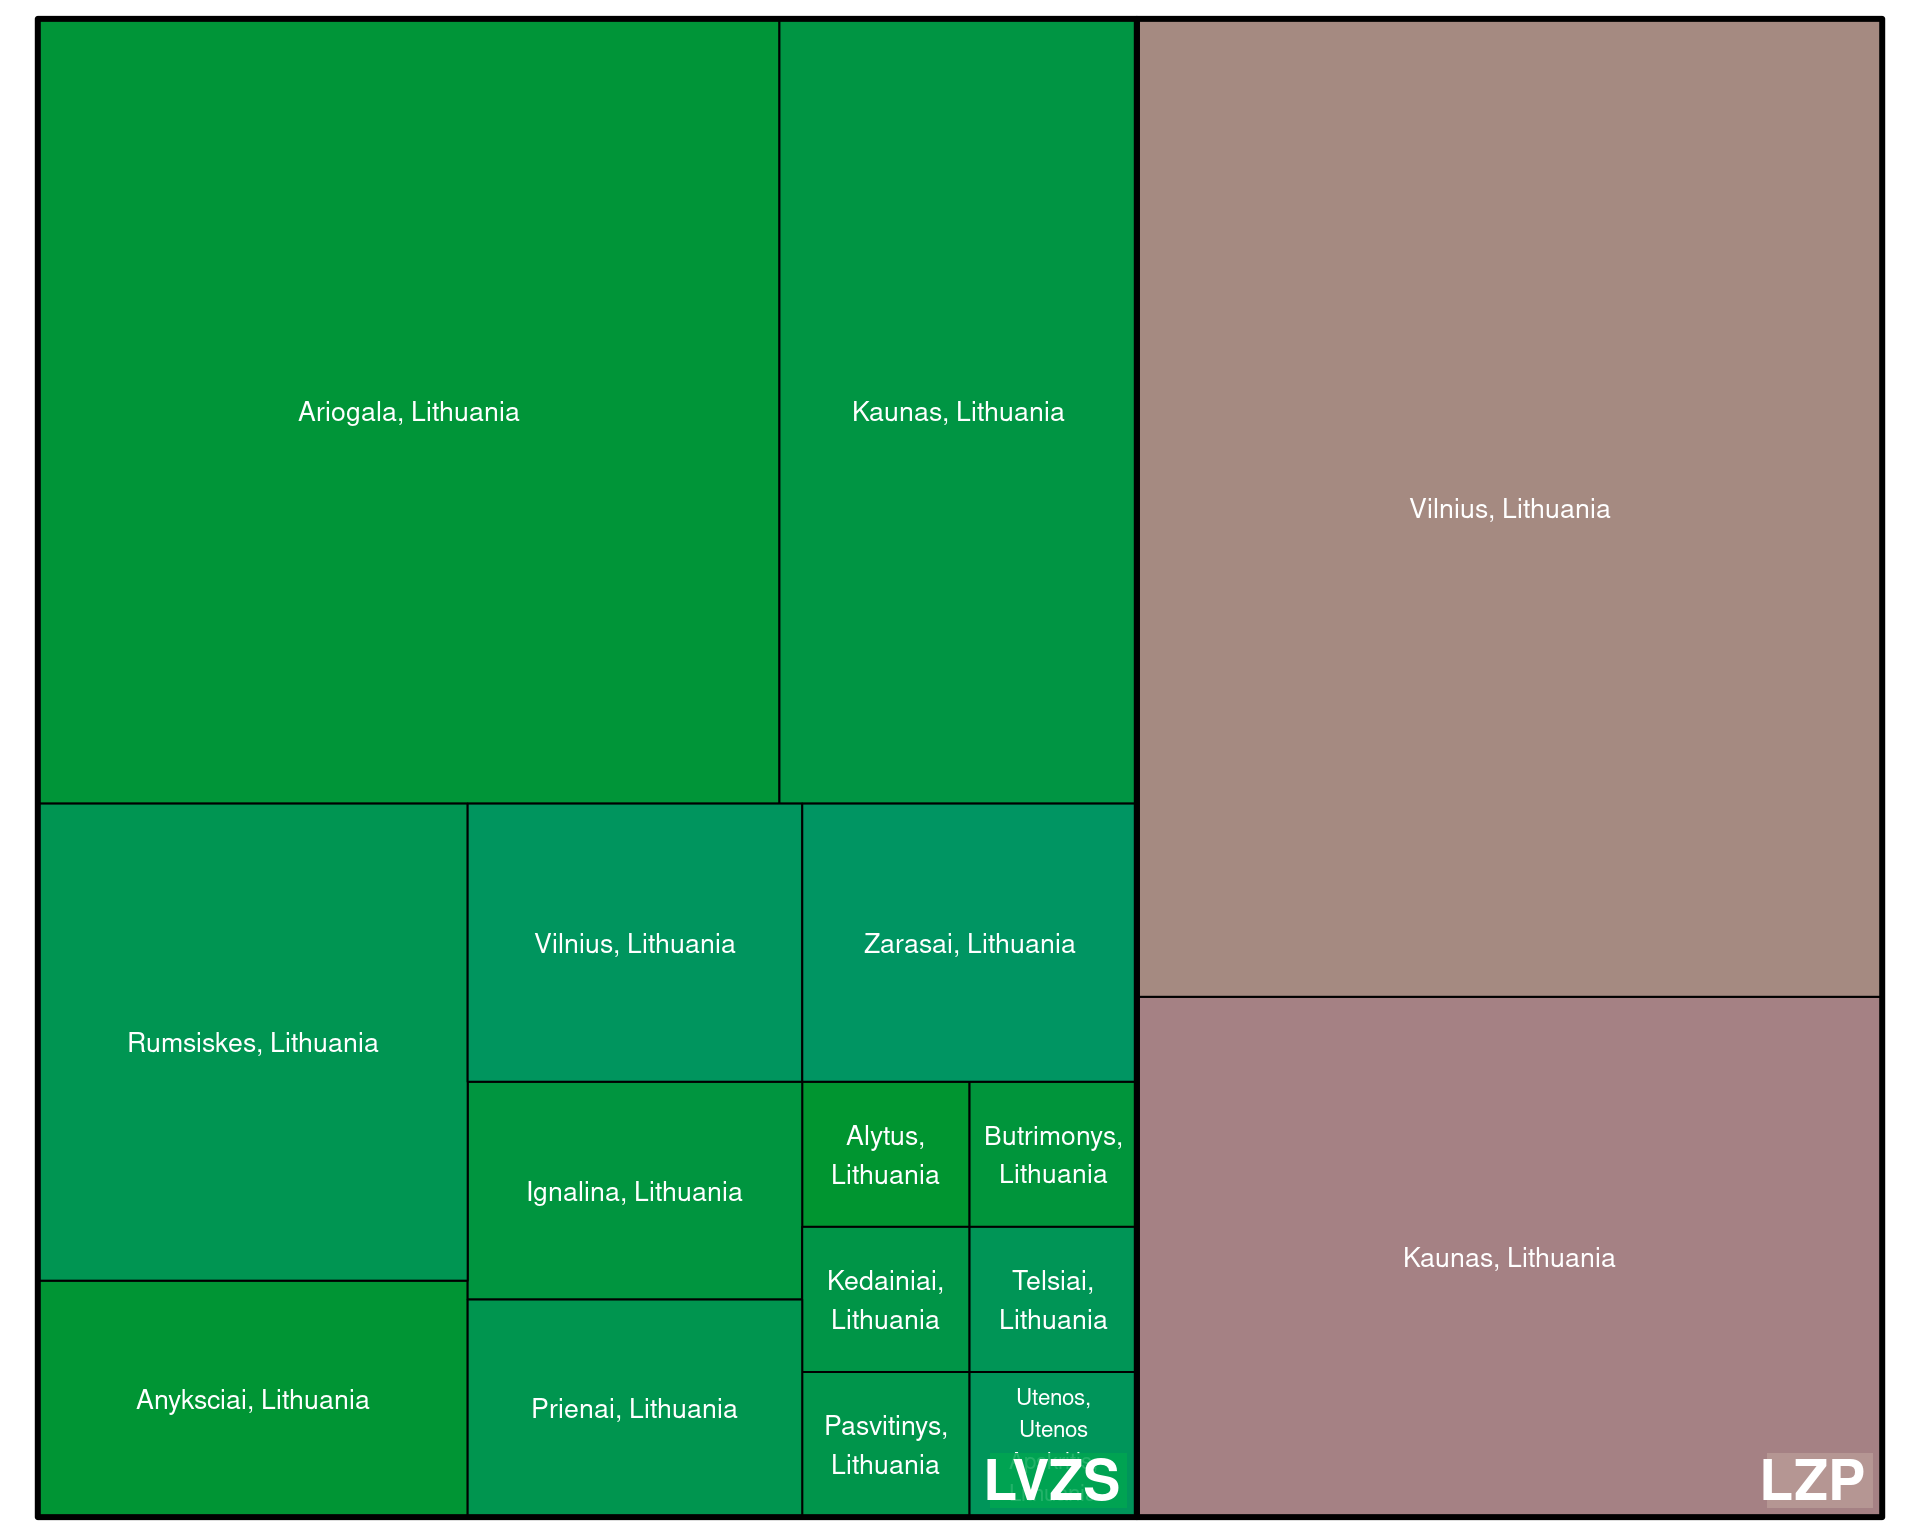 Ariogala, Lithuania
Kaunas, Lithuania
Vilnius, Lithuania
Rumsiskes, Lithuania
Vilnius, Lithuania
Zarasai, Lithuania
Ignalina, Lithuania
Alytus,
Lithuania
Butrimonys,
Lithuania
Kedainiai,
Lithuania
Telsiai,
Lithuania
Kaunas, Lithuania
Anyksciai, Lithuania
Prienai, Lithuania
Pasvitinys,
Lithuania
Utenos,
Utenos
LVZS
LZP